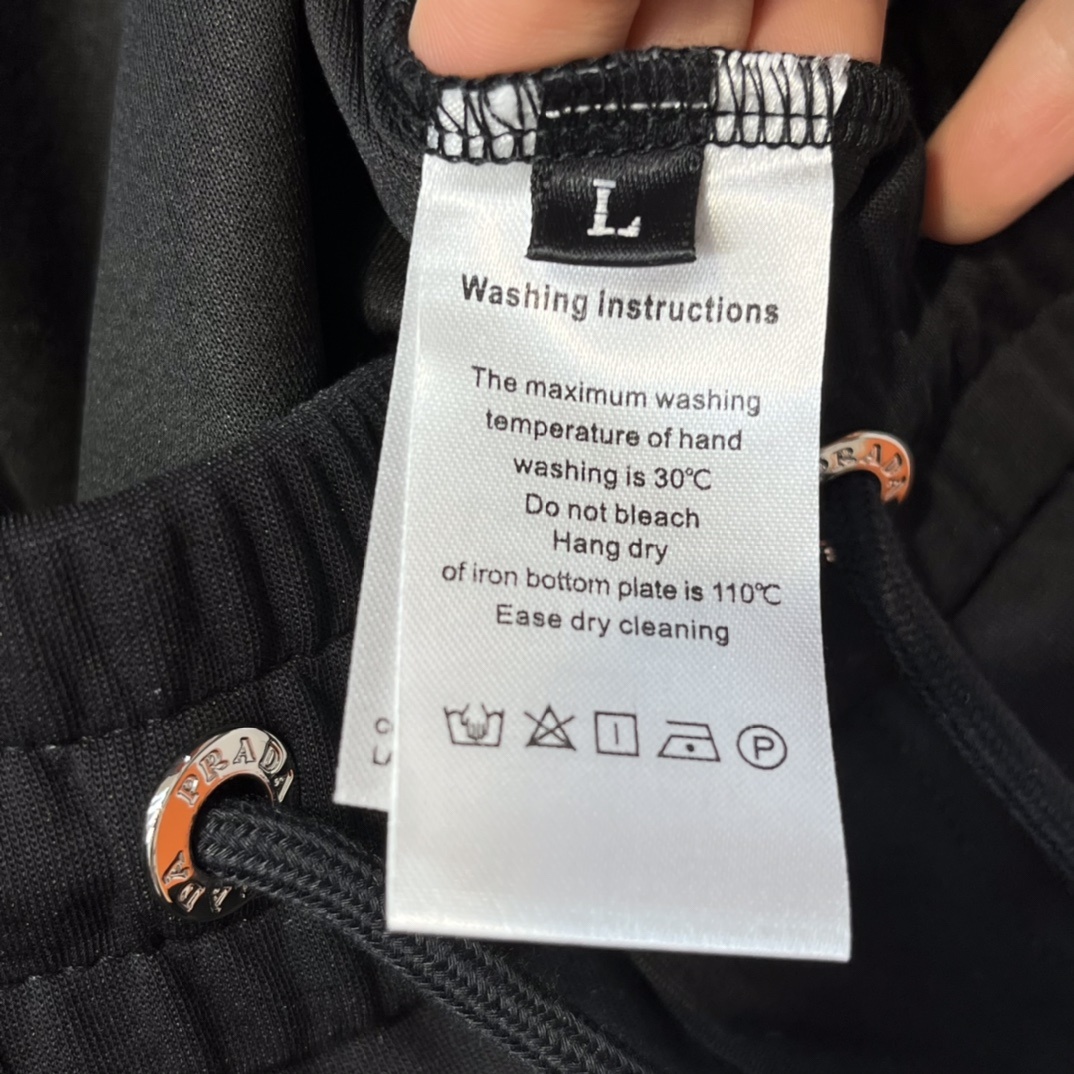 L
Washing Instructions
The maximum washing
temperature of hand
washing is 30℃
Do not bleach
Hang dry
of iron bottom plate is 110℃
Ease dry cleaning
P
PRADA
PRADA